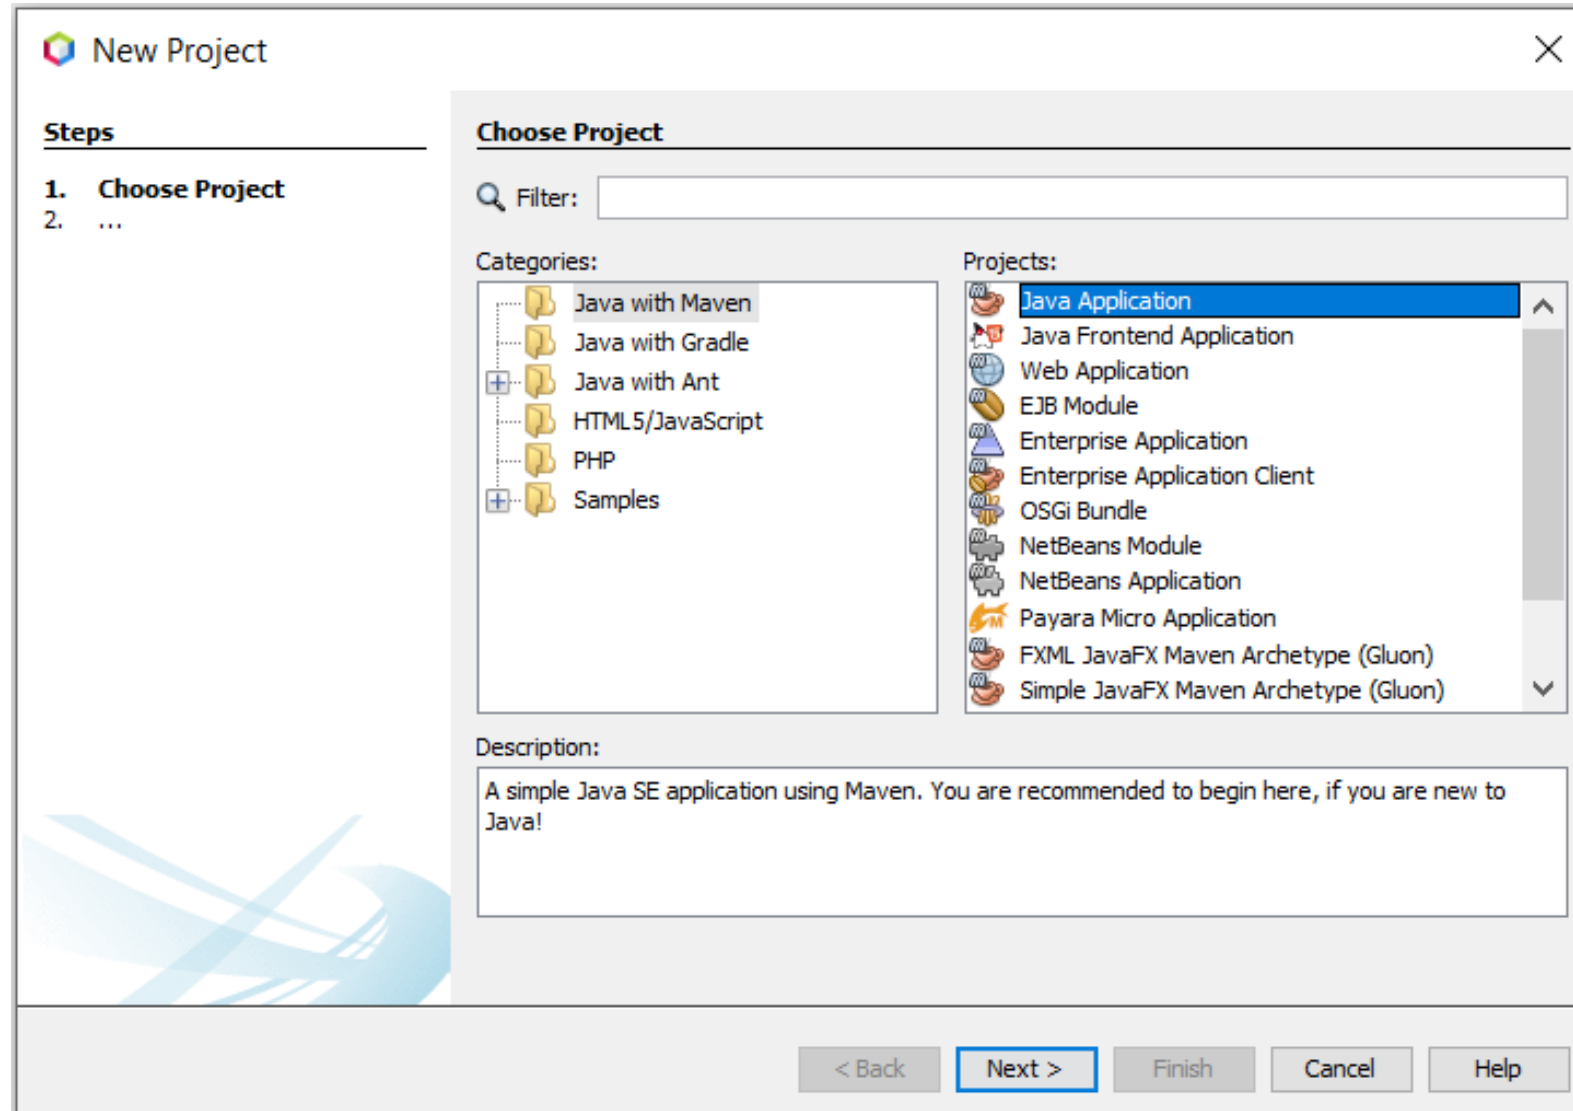 New Project
Steps
1. Choose Project
2. ...
Choose Project
Filter:
Categories:
Java with Maven
Java with Gradle
Java with Ant
HTML5/JavaScript
PHP
Samples
Projects:
Java Application
Java Frontend Application
Web Application
EJB Module
Enterprise Application
Enterprise Application Client
OSGi Bundle
NetBeans Module
NetBeans Application
Payara Micro Application
FXML JavaFX Maven Archetype (Gluon)
Simple JavaFX Maven Archetype (Gluon)
Description:
A simple Java SE application using Maven. You are recommended to begin here, if you are new to
Java!
< Back
Next >
Finish
Cancel
Help